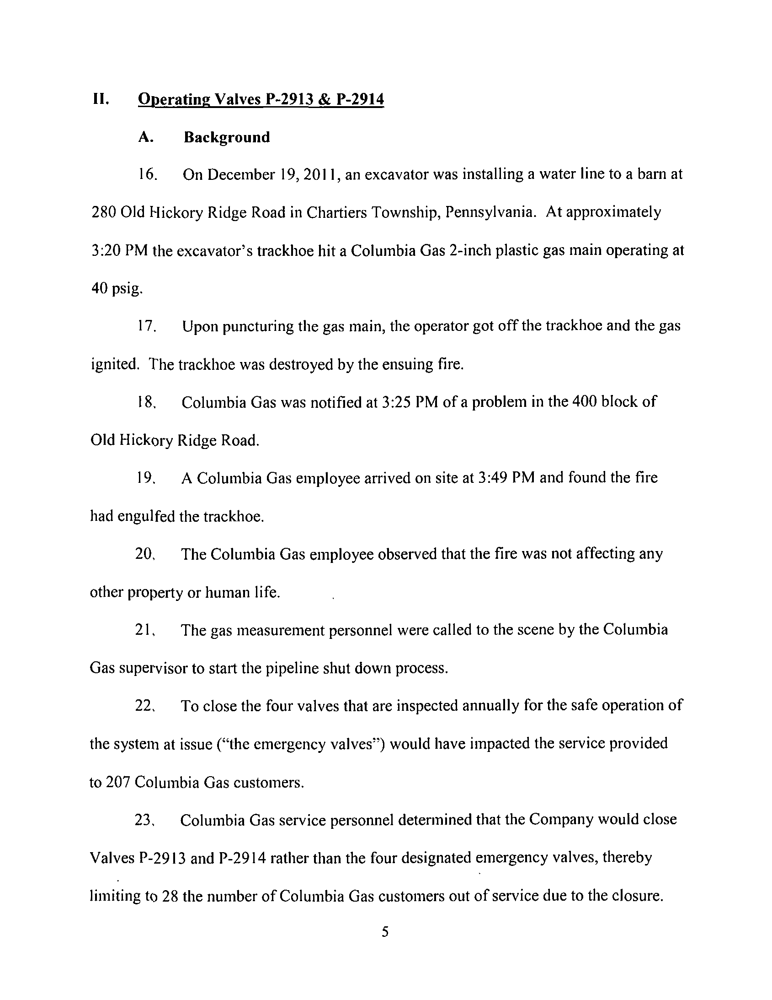 II. Operating Valves P-2913 & P-2914
A. Background
16. On December 19, 2011, an excavator was installing a water line to a barn at
280 Old Hickory Ridge Road in Chartiers Township, Pennsylvania. At approximately
3:20 PM the excavator's trackhoe hit a Columbia Gas 2-inch plastic gas main operating at
40 psig.
17. Upon puncturing the gas main, the operator got off the trackhoe and the gas
ignited. The trackhoe was destroyed by the ensuing fire.
18. Columbia Gas was notified at 3:25 PM of a problem in the 400 block of
Old Hickory Ridge Road.
19. A Columbia Gas employee arrived on site at 3:49 PM and found the fire
had engulfed the trackhoe.
20. The Columbia Gas employee observed that the fire was not affecting any
other property or human life.
21. The gas measurement personnel were called to the scene by the Columbia
Gas supervisor to start the pipeline shut down process.
22. To close the four valves that are inspected annually for the safe operation of
the system at issue ("the emergency valves") would have impacted the service provided
to 207 Columbia Gas customers.
23. Columbia Gas service personnel determined that the Company would close
Valves P-2913 and P-2914 rather than the four designated emergency valves, thereby
limiting to 28 the number of Columbia Gas customers out of service due to the closure.
5